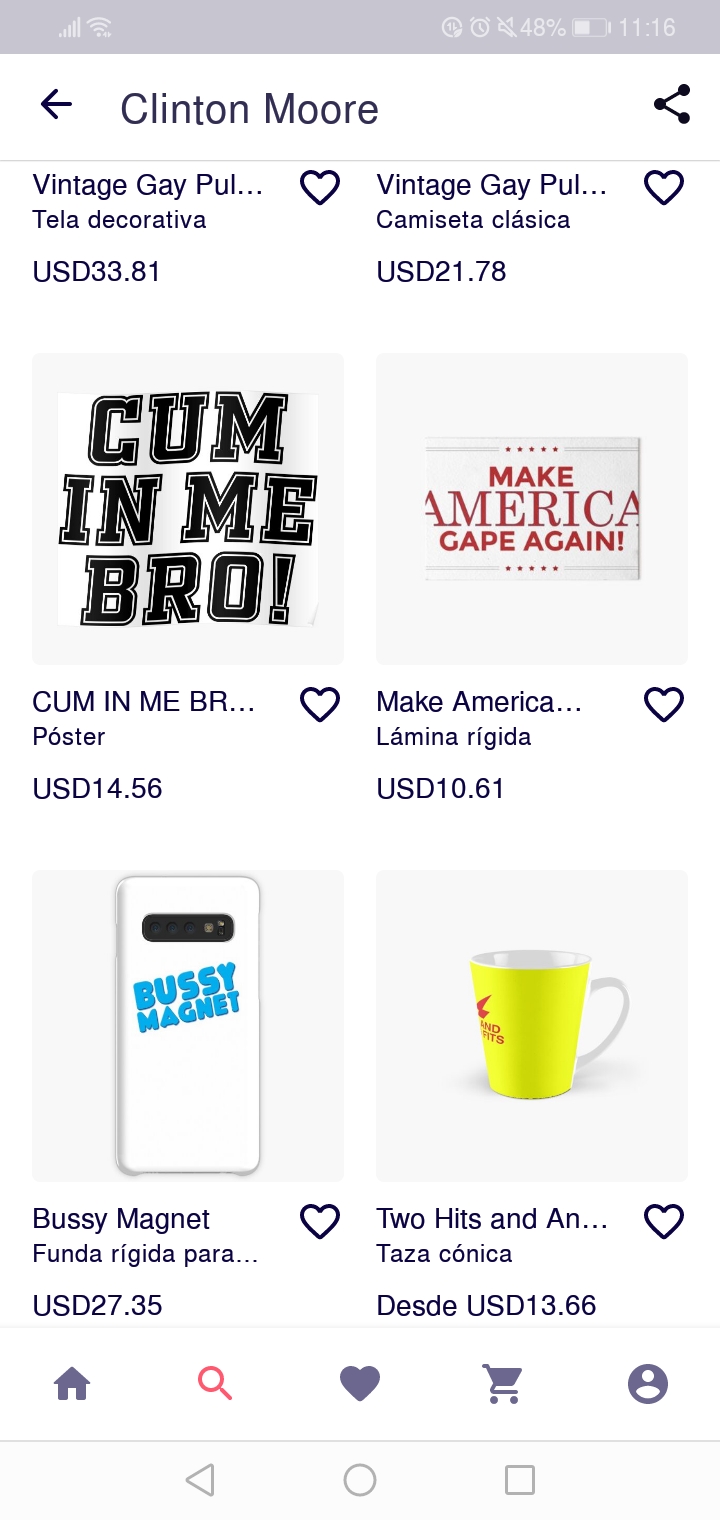 48% 11:16
Clinton Moore
Vintage Gay Pul...
Tela decorativa
USD33.81
Vintage Gay Pul...
Camiseta clásica
USD21.78
CUM
IN ME
BRO!
MAKE
AMERICA
GAPE AGAIN!
CUM IN ME BR...
Póster
USD14.56
Make America...
Lámina rígida
USD10.61
BUSSY
MAGNET
AND
FITS
Bussy Magnet
Funda rígida para...
USD27.35
Two Hits and An...
Taza cónica
Desde USD13.66